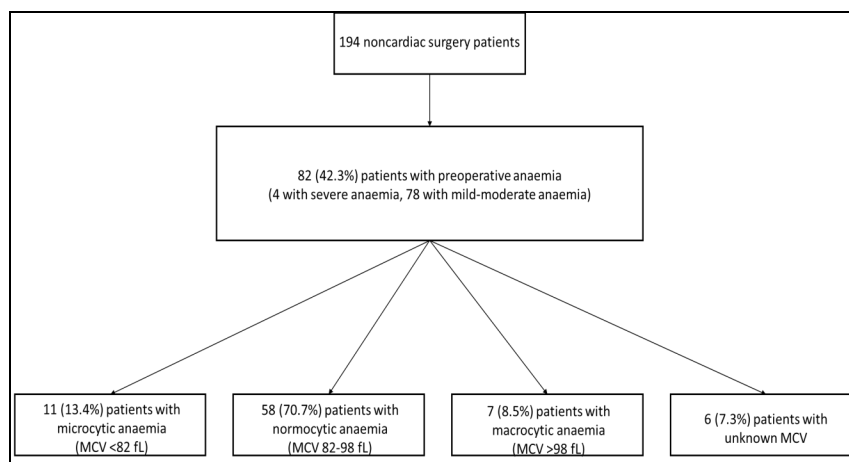 194 noncardiac surgery patients
82 (42.3%) patients with preoperative anaemia
(4 with severe anaemia, 78 with mild-moderate anaemia)
11 (13.4%) patients with
microcytic anaemia
(MCV <82 fL)
58 (70.7%) patients with
normocytic anaemia
(MCV 82-98 fL)
7 (8.5%) patients with
macrocytic anaemia
(MCV >98 fL)
6 (7.3%) patients with
unknown MCV